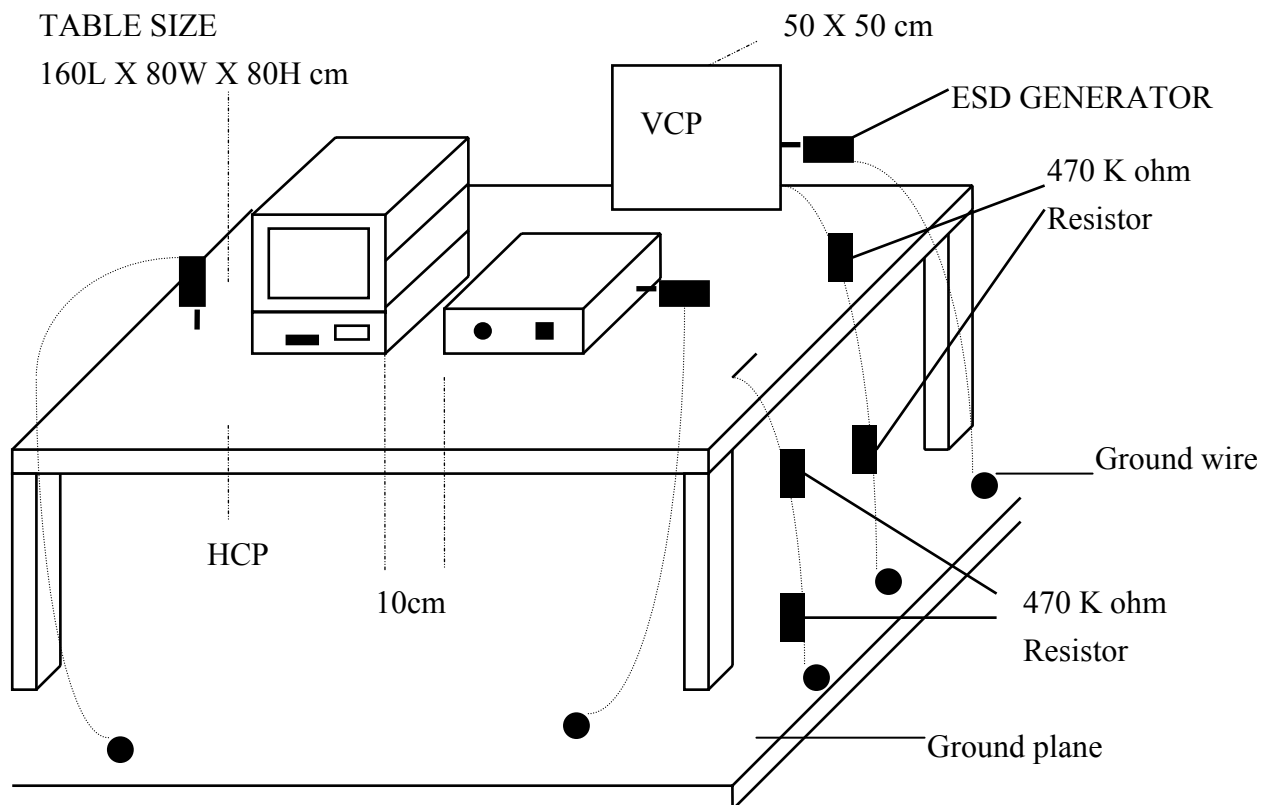 TABLE SIZE
160L X 80W X 80H cm
50 X 50 cm
VCP
ESD GENERATOR
470 K ohm
Resistor
Ground wire
HCP
10cm
470 K ohm
Resistor
Ground plane